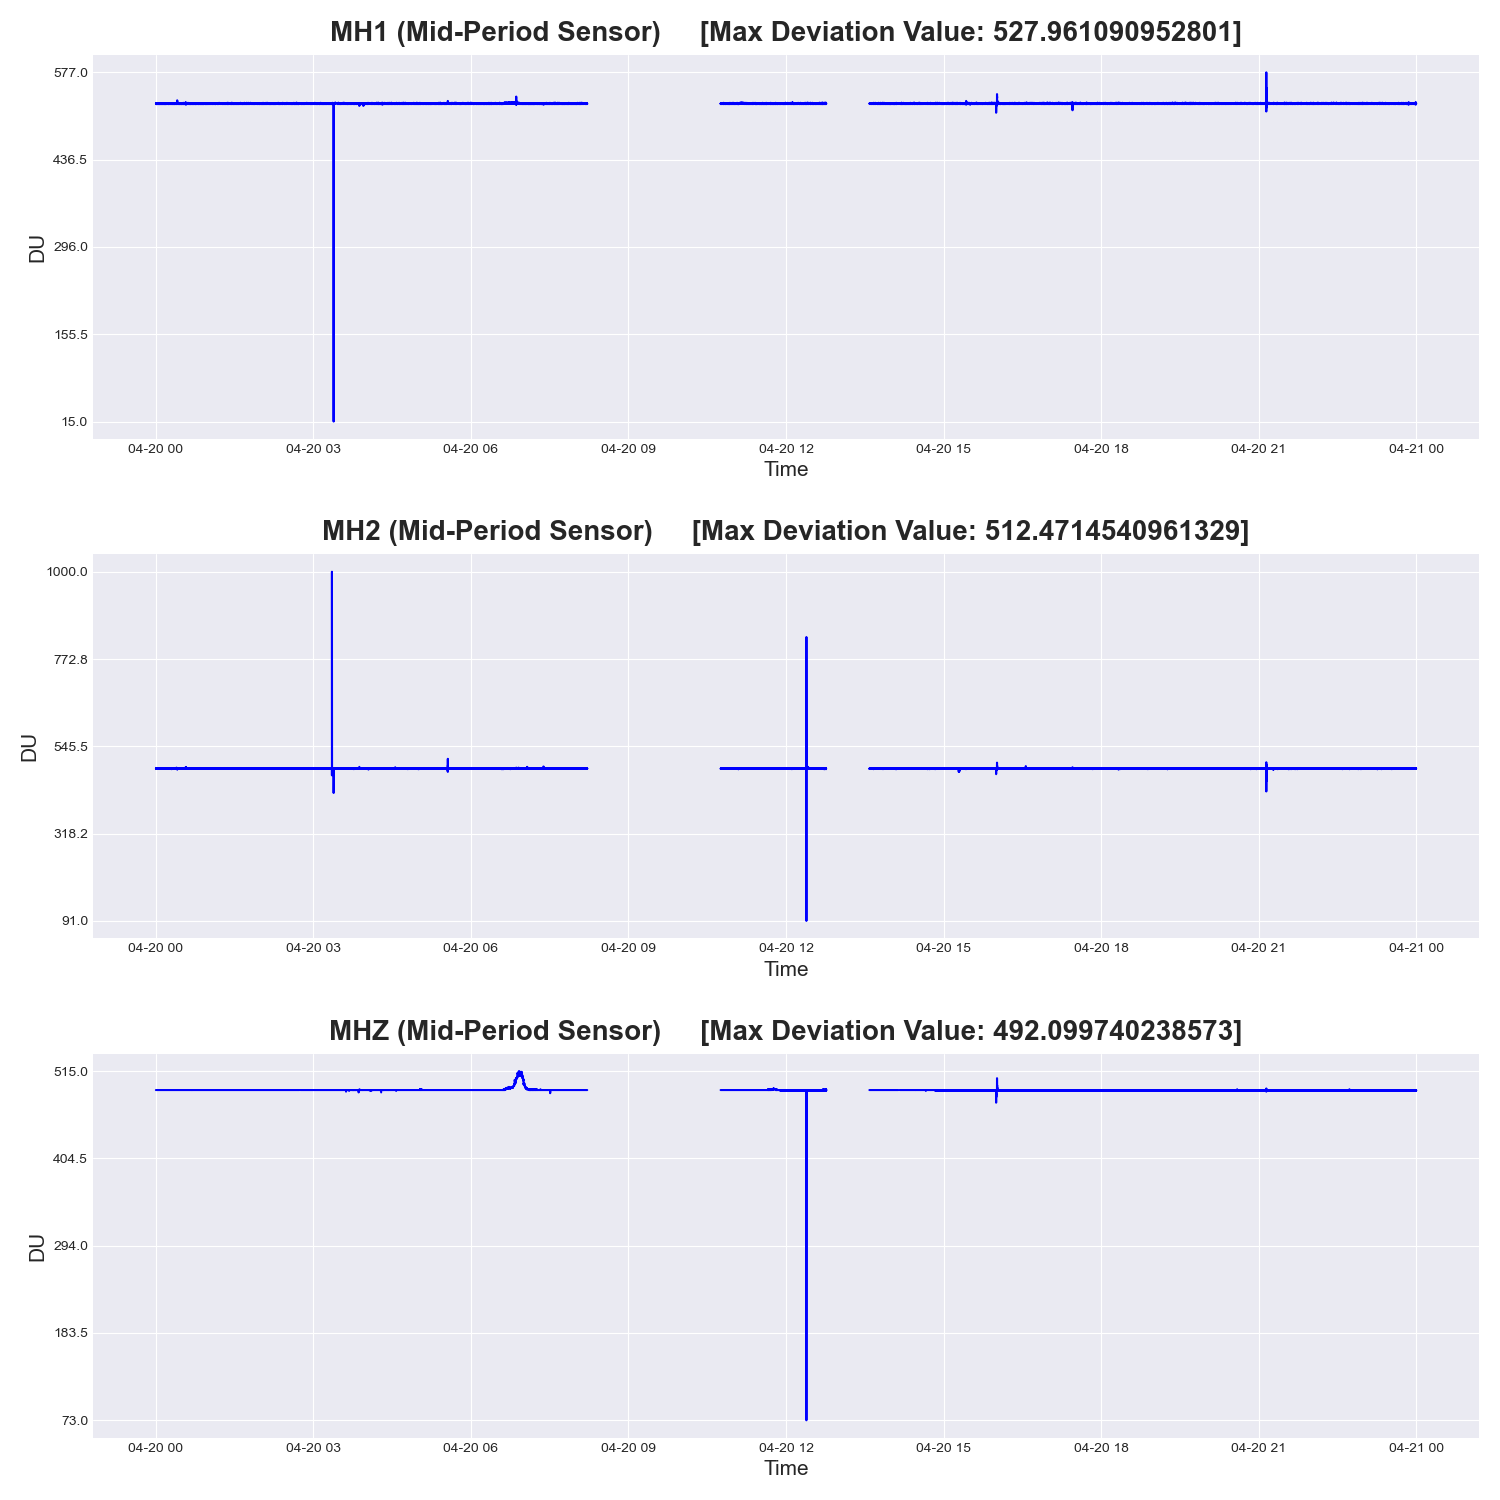 MH1 (Mid-Period Sensor) [Max Deviation Value: 527.961090952801]
577.0
436.5
296.0
155.5
15.0
DU
04-20 00 04-20 03 04-20 06 04-20 09 04-20 12 04-20 15 04-20 18 04-20 21 04-21 00
Time
MH2 (Mid-Period Sensor) [Max Deviation Value: 512.4714540961329]
1000.0
772.8
545.5
318.2
91.0
DU
04-20 00 04-20 03 04-20 06 04-20 09 04-20 12 04-20 15 04-20 18 04-20 21 04-21 00
Time
MHZ (Mid-Period Sensor) [Max Deviation Value: 492.099740238573]
515.0
404.5
294.0
183.5
73.0
DU
04-20 00 04-20 03 04-20 06 04-20 09 04-20 12 04-20 15 04-20 18 04-20 21 04-21 00
Time